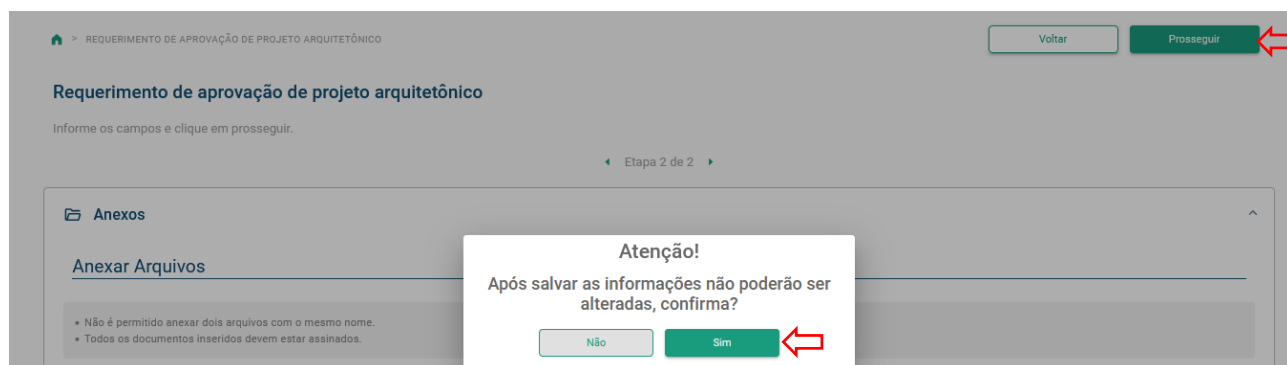 > REQUERIMENTO DE APROVAÇÃO DE PROJETO ARQUITETÔNICO
Voltar
Prosseguir
Requerimento de aprovação de projeto arquitetônico
Informe os campos e clique em prosseguir.
Etapa 2 de 2
Anexos
Anexar Arquivos
• Não é permitido anexar dois arquivos com o mesmo nome.
• Todos os documentos inseridos devem estar assinados.
Atenção!
Após salvar as informações não poderão ser
alteradas, confirma?
Não
Sim